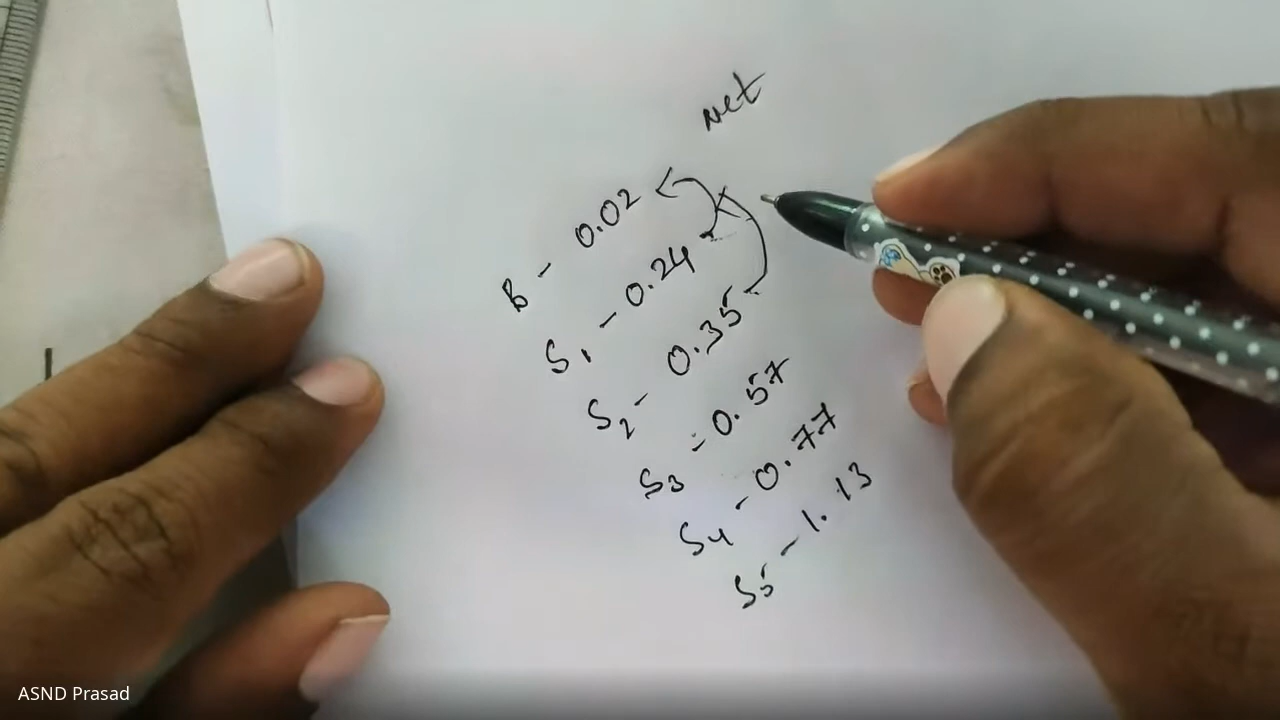 net
B - 0.02
S1 - 0.24
S2 - 0.35
S3 - 0.57
S4 - 0.77
S5 - 1.13
ASND Prasad